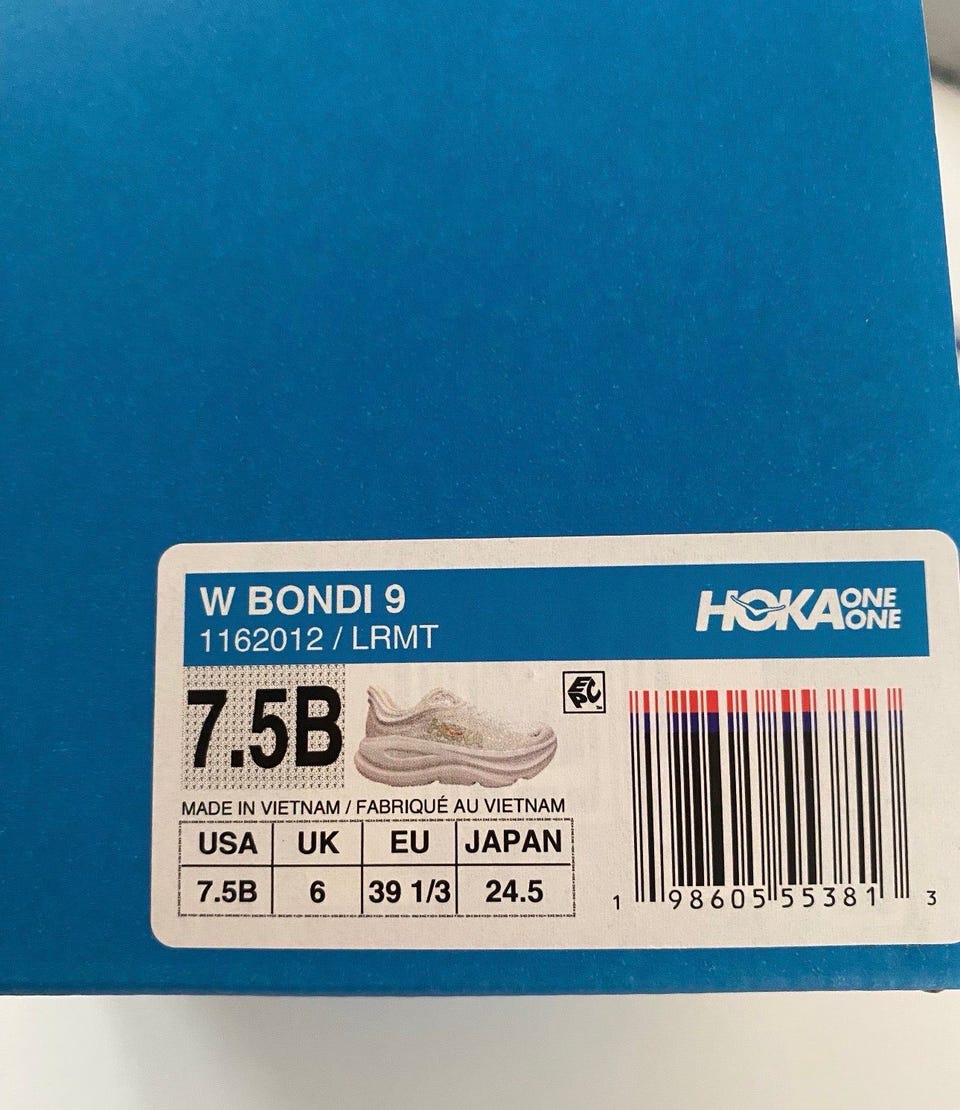 W BONDI 9
1162012 / LRMT
HOKA ONE ONE
7.5B
EPC
MADE IN VIETNAM / FABRIQUÉ AU VIETNAM
USA UK EU JAPAN
7.5B 6 39 1/3 24.5
1 98605 55381 3